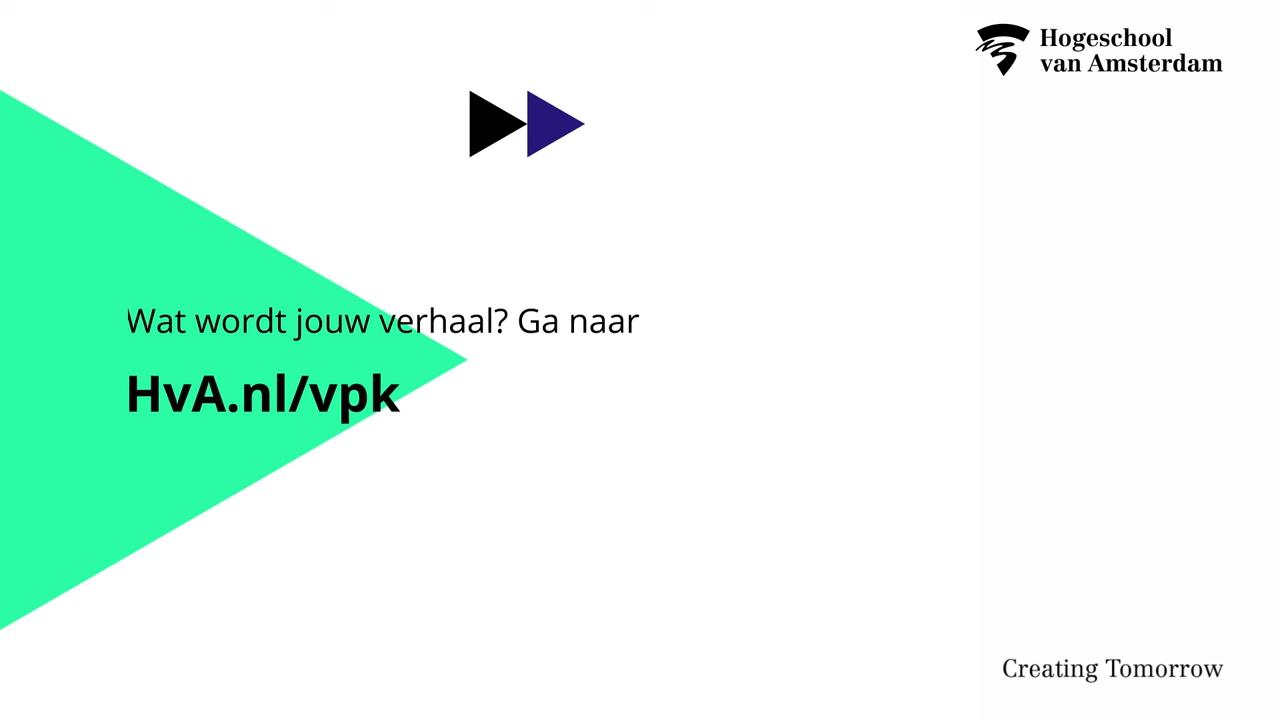 Hogeschool
van Amsterdam
Wat wordt jouw verhaal? Ga naar
HvA.nl/vpk
Creating Tomorrow